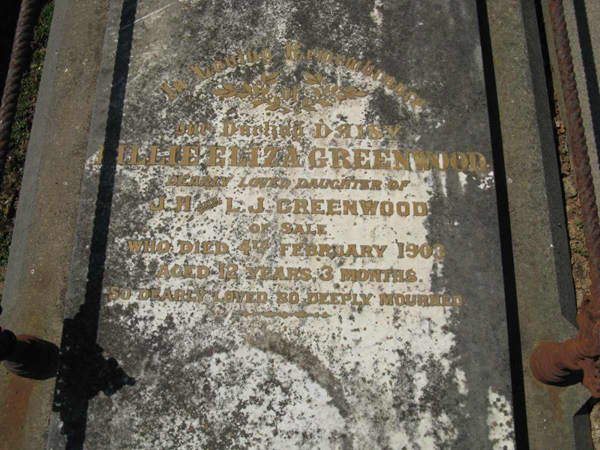 In Loving Remembrance
OF
our Darling DAISY
LILLIE ELIZA GREENWOOD
DEARLY LOVED DAUGHTER OF
J.H AND L.J GREENWOOD
OF SALE
WHO DIED 4TH FEBRUARY 1903
AGED 12 YEARS 3 MONTHS
SO DEARLY LOVED SO DEEPLY MOURNED